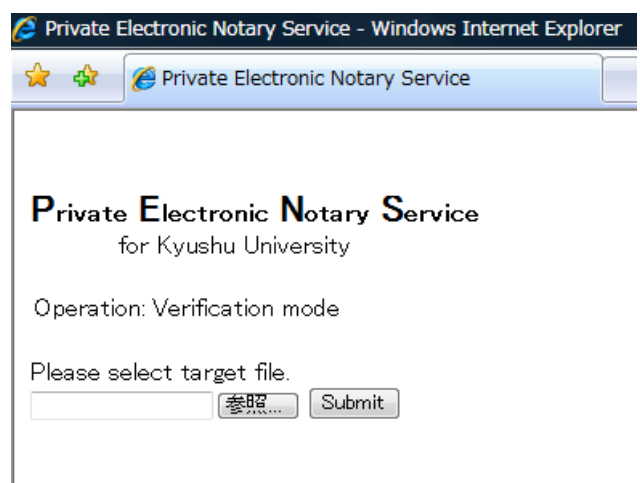 Private Electronic Notary Service - Windows Internet Explorer
Private Electronic Notary Service
Private Electronic Notary Service
for Kyushu University
Operation: Verification mode
Please select target file.
参照... Submit